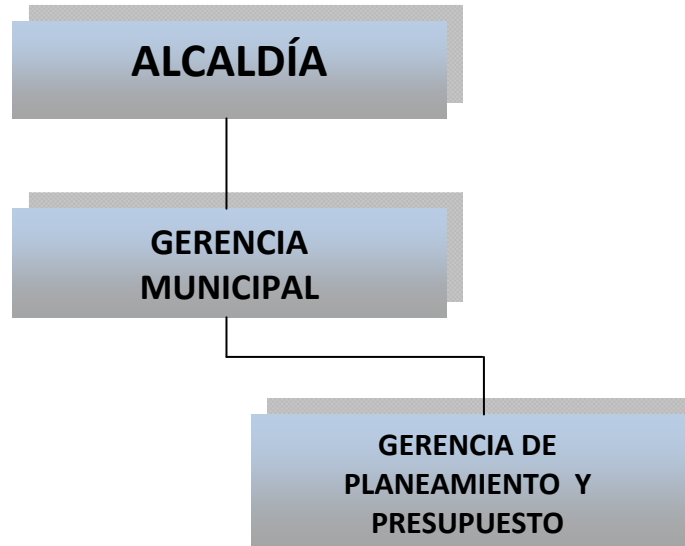 ALCALDÍA
GERENCIA
MUNICIPAL
GERENCIA DE
PLANEAMIENTO Y
PRESUPUESTO